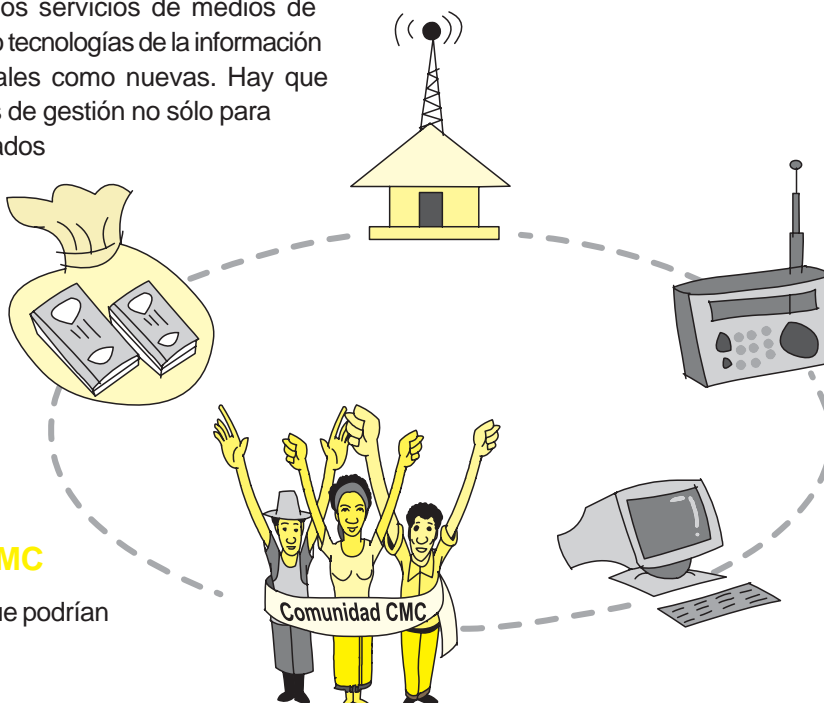 os servicios de medios de
tecnologías de la información
ales como nuevas. Hay que
s de gestión no sólo para
ados
Comunidad CMC
MC
ue podrían